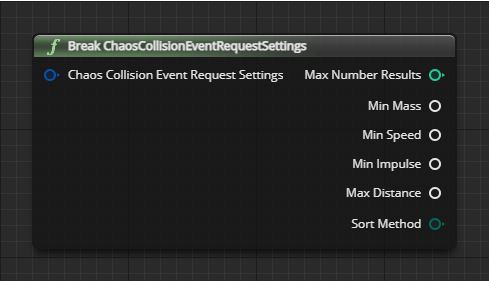 Break ChaosCollisionEventRequestSettings
Chaos Collision Event Request Settings Max Number Results
Min Mass
Min Speed
Min Impulse
Max Distance
Sort Method